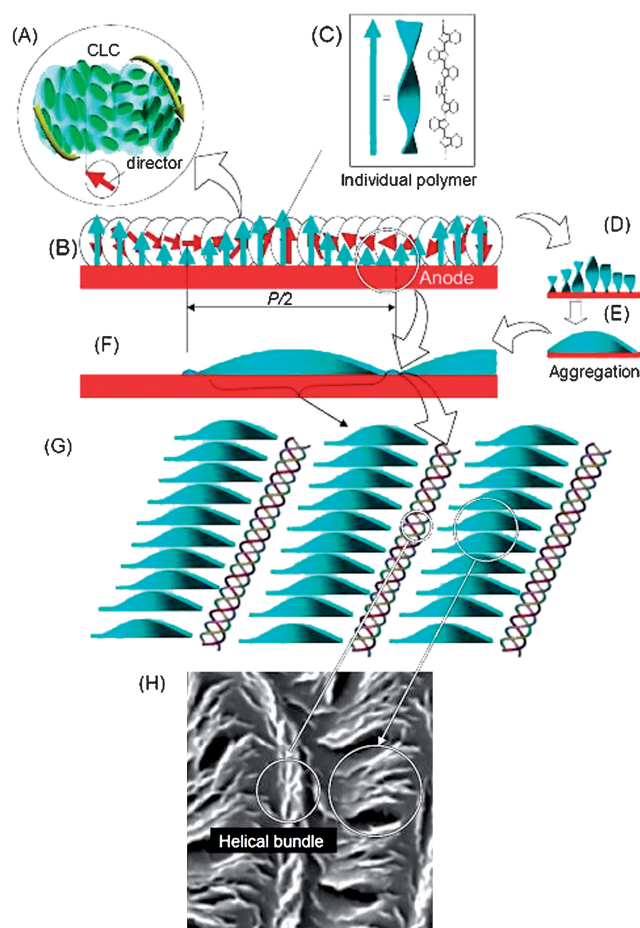 (A)
CLC
director
(C)
=
Individual polymer
(B)
Anode
(D)
P/2
(E)
Aggregation
(F)
(G)
(H)
Helical bundle